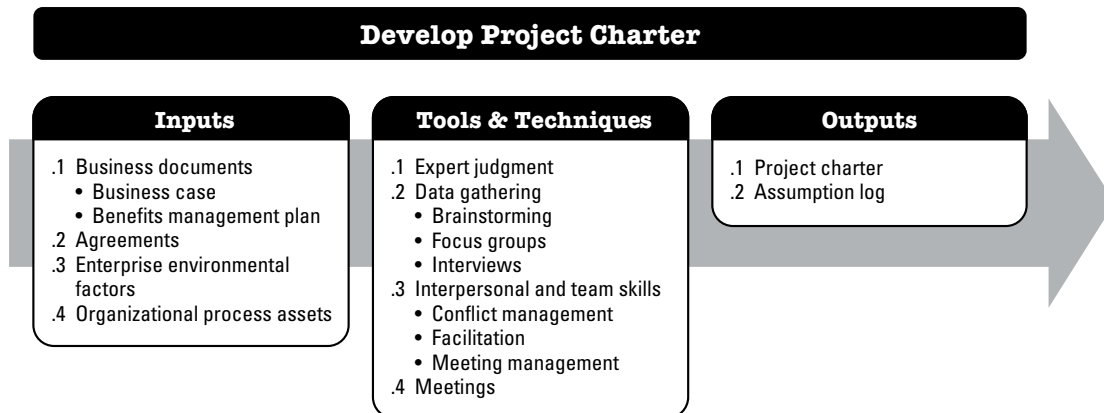 Develop Project Charter
Inputs
.1 Business documents
• Business case
• Benefits management plan
.2 Agreements
.3 Enterprise environmental
factors
.4 Organizational process assets
Tools & Techniques
.1 Expert judgment
.2 Data gathering
• Brainstorming
• Focus groups
• Interviews
.3 Interpersonal and team skills
• Conflict management
• Facilitation
• Meeting management
.4 Meetings
Outputs
.1 Project charter
.2 Assumption log